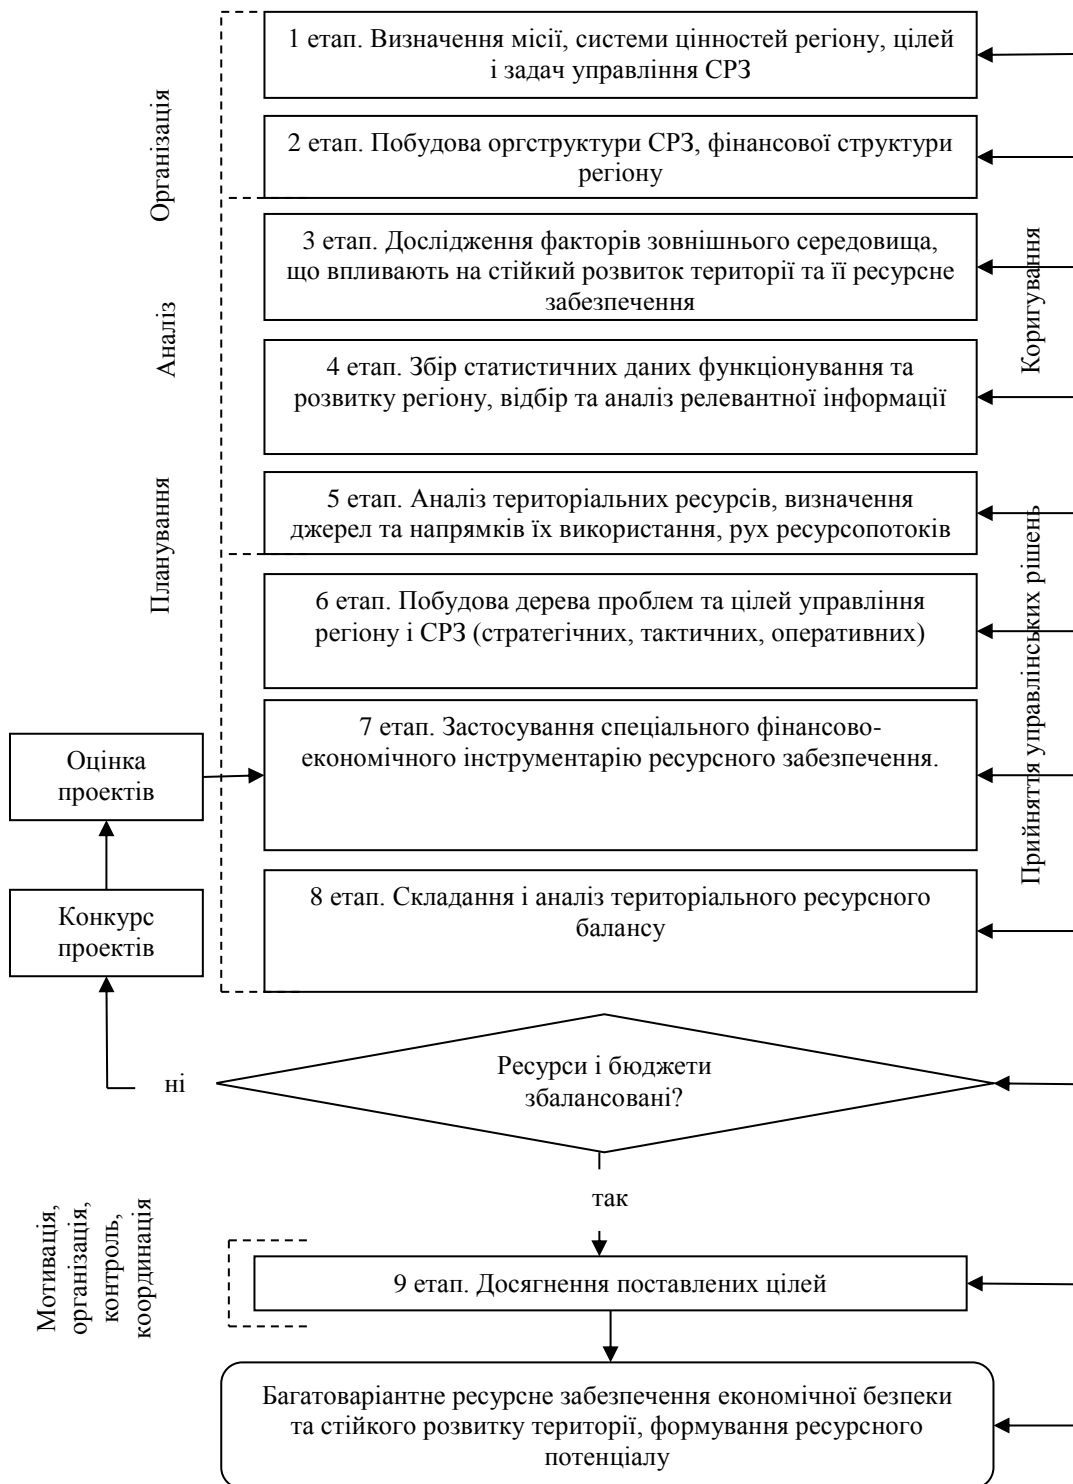 1 етап. Визначення місії, системи цінностей регіону, цілей
і задач управління СРЗ
Організація
2 етап. Побудова оргструктури СРЗ, фінансової структури
регіону
3 етап. Дослідження факторів зовнішнього середовища,
що впливають на стійкий розвиток території та її ресурсне
забезпечення
Коригування
Аналіз
4 етап. Збір статистичних даних функціонування та
розвитку регіону, відбір та аналіз релевантної інформації
Планування
5 етап. Аналіз територіальних ресурсів, визначення
джерел та напрямків їх використання, рух ресурсопотоків
Прийняття управлінських рішень
6 етап. Побудова дерева проблем та цілей управління
регіону і СРЗ (стратегічних, тактичних, оперативних)
7 етап. Застосування спеціального фінансово-
економічного інструментарію ресурсного забезпечення.
Оцінка
проектів
8 етап. Складання і аналіз територіального ресурсного
балансу
Конкурс
проектів
Ресурси і бюджети
збалансовані?
ні
так
Мотивація,
організація,
контроль,
координація
9 етап. Досягнення поставлених цілей
Багатоваріантне ресурсне забезпечення економічної безпеки
та стійкого розвитку території, формування ресурсного
потенціалу